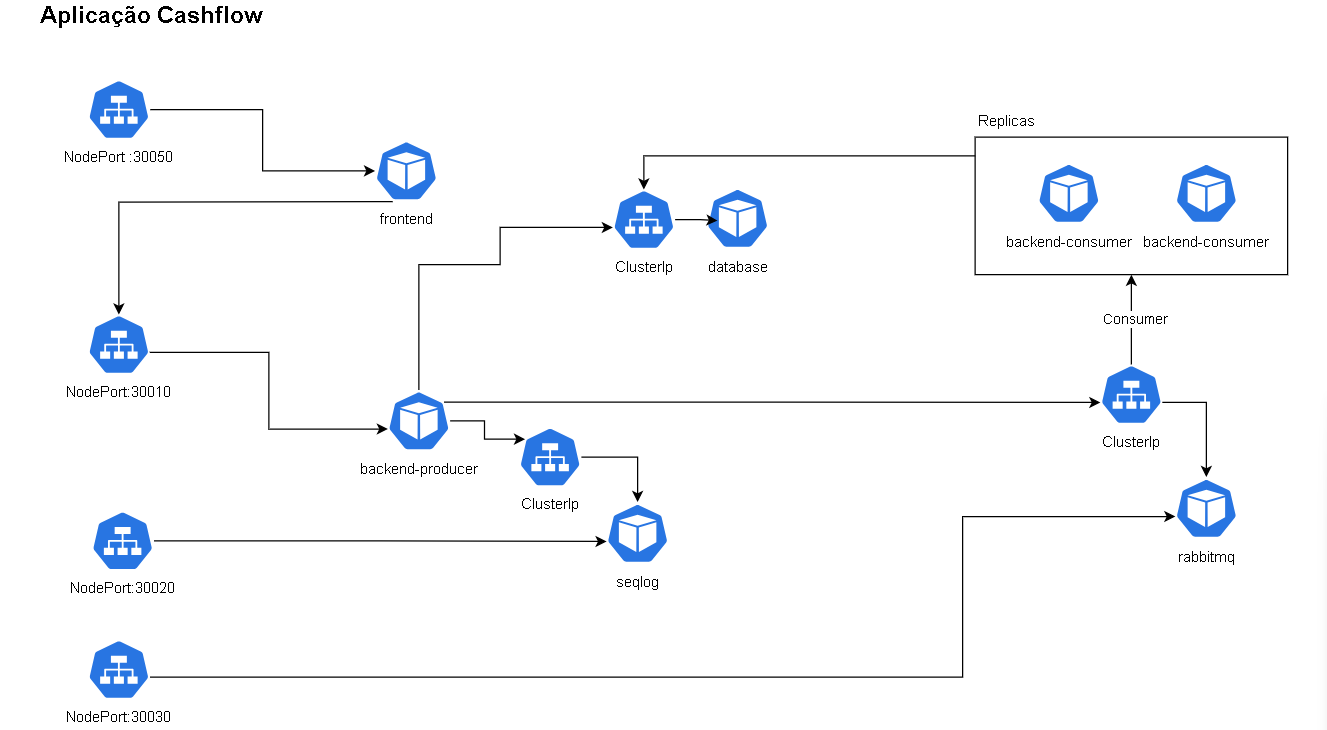 Aplicação Cashflow
NodePort :30050
frontend
Replicas
backend-consumer
backend-consumer
ClusterIp
database
Consumer
NodePort:30010
backend-producer
ClusterIp
ClusterIp
NodePort:30020
seqlog
rabbitmq
NodePort:30030